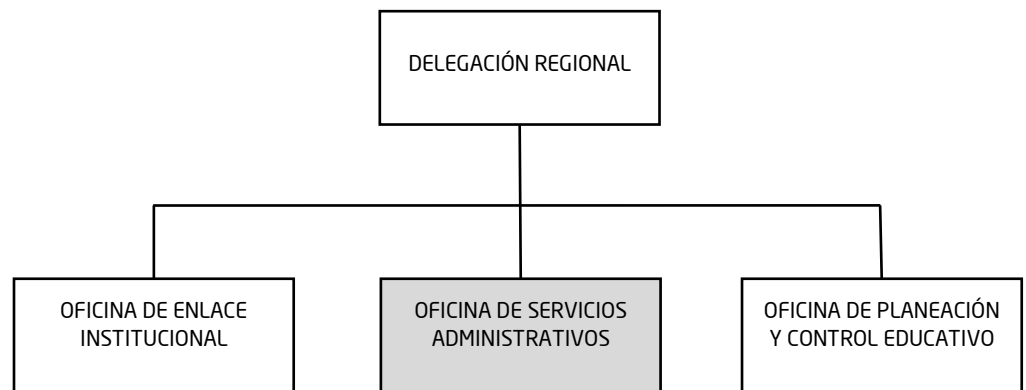 DELEGACIÓN REGIONAL
OFICINA DE ENLACE
INSTITUCIONAL
OFICINA DE SERVICIOS
ADMINISTRATIVOS
OFICINA DE PLANEACIÓN
Y CONTROL EDUCATIVO